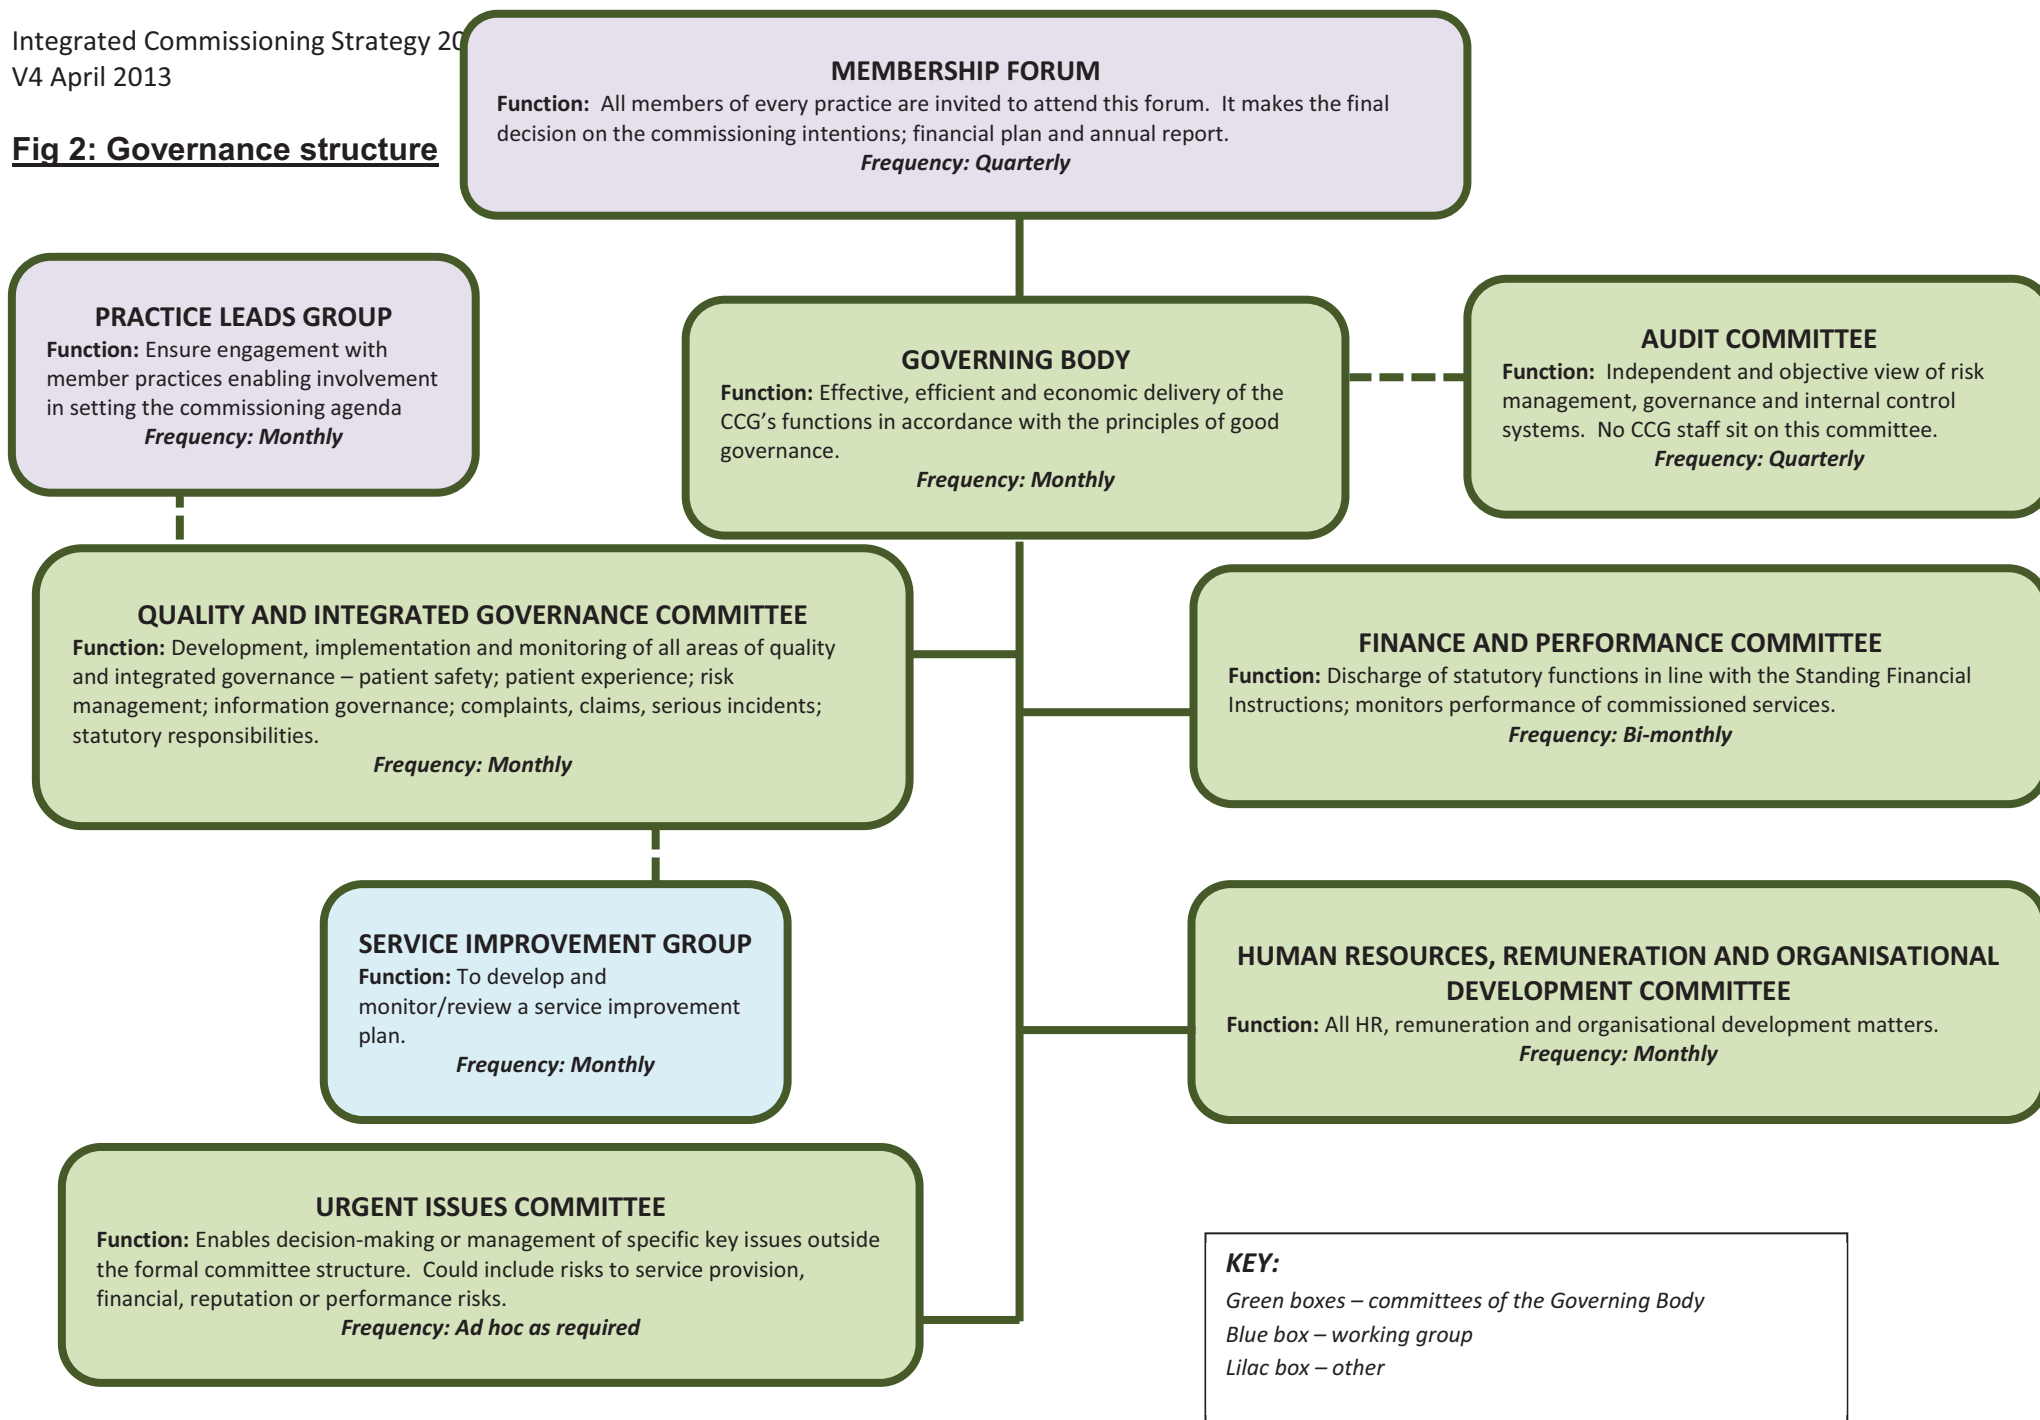 Integrated Commissioning Strategy 20
V4 April 2013
Fig 2: Governance structure
MEMBERSHIP FORUM
Function: All members of every practice are invited to attend this forum. It makes the final
decision on the commissioning intentions; financial plan and annual report.
Frequency: Quarterly
PRACTICE LEADS GROUP
Function: Ensure engagement with
member practices enabling involvement
in setting the commissioning agenda
Frequency: Monthly
GOVERNING BODY
Function: Effective, efficient and economic delivery of the
CCG's functions in accordance with the principles of good
governance.
Frequency: Monthly
AUDIT COMMITTEE
Function: Independent and objective view of risk
management, governance and internal control
systems. No CCG staff sit on this committee.
Frequency: Quarterly
QUALITY AND INTEGRATED GOVERNANCE COMMITTEE
Function: Development, implementation and monitoring of all areas of quality
and integrated governance – patient safety; patient experience; risk
management; information governance; complaints, claims, serious incidents;
statutory responsibilities.
Frequency: Monthly
FINANCE AND PERFORMANCE COMMITTEE
Function: Discharge of statutory functions in line with the Standing Financial
Instructions; monitors performance of commissioned services.
Frequency: Bi-monthly
SERVICE IMPROVEMENT GROUP
Function: To develop and
monitor/review a service improvement
plan.
Frequency: Monthly
HUMAN RESOURCES, REMUNERATION AND ORGANISATIONAL
DEVELOPMENT COMMITTEE
Function: All HR, remuneration and organisational development matters.
Frequency: Monthly
URGENT ISSUES COMMITTEE
Function: Enables decision-making or management of specific key issues outside
the formal committee structure. Could include risks to service provision,
financial, reputation or performance risks.
Frequency: Ad hoc as required
KEY:
Green boxes – committees of the Governing Body
Blue box – working group
Lilac box – other